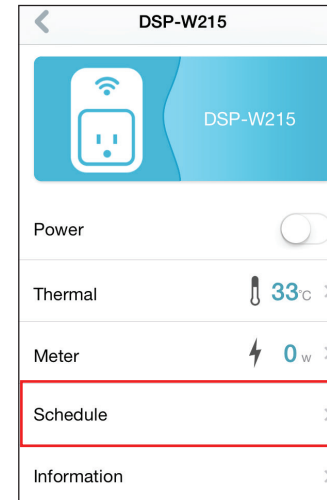 DSP-W215
DSP-W215
Power
Thermal 33°C
Meter 0 w
Schedule
Information